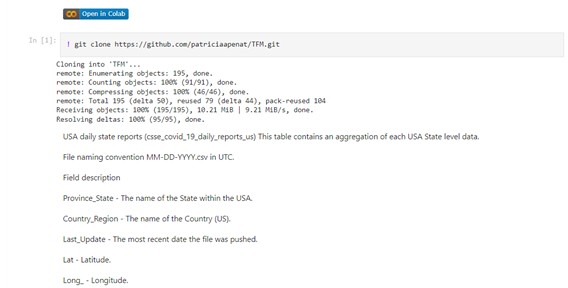 Open in Colab
In [1]:
! git clone https://github.com/patriciaapenat/TFM.git
Cloning into 'TFM'...
remote: Enumerating objects: 195, done.
remote: Counting objects: 100% (91/91), done.
remote: Compressing objects: 100% (46/46), done.
remote: Total 195 (delta 50), reused 79 (delta 44), pack-reused 104
Receiving objects: 100% (195/195), 10.21 MiB | 9.21 MiB/s, done.
Resolving deltas: 100% (95/95), done.
USA daily state reports (csse_covid_19_daily_reports_us) This table contains an aggregation of each USA State level data.
File naming convention MM-DD-YYYY.csv in UTC.
Field description
Province_State - The name of the State within the USA.
Country_Region - The name of the Country (US).
Last_Update - The most recent date the file was pushed.
Lat - Latitude.
Long_ - Longitude.